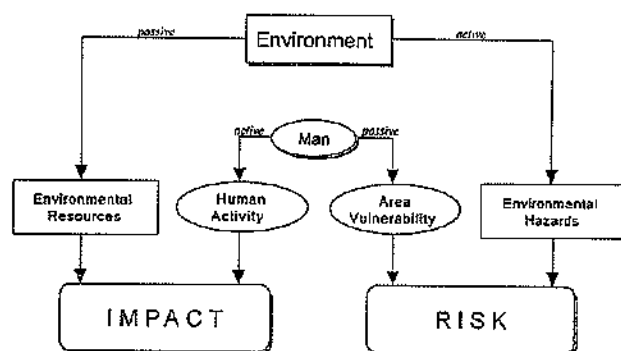 Environment
passive
active
Man
active
passive
Environmental
Resources
Human
Activity
Area
Vulnerability
Environmental
Hazards
IMPACT
RISK